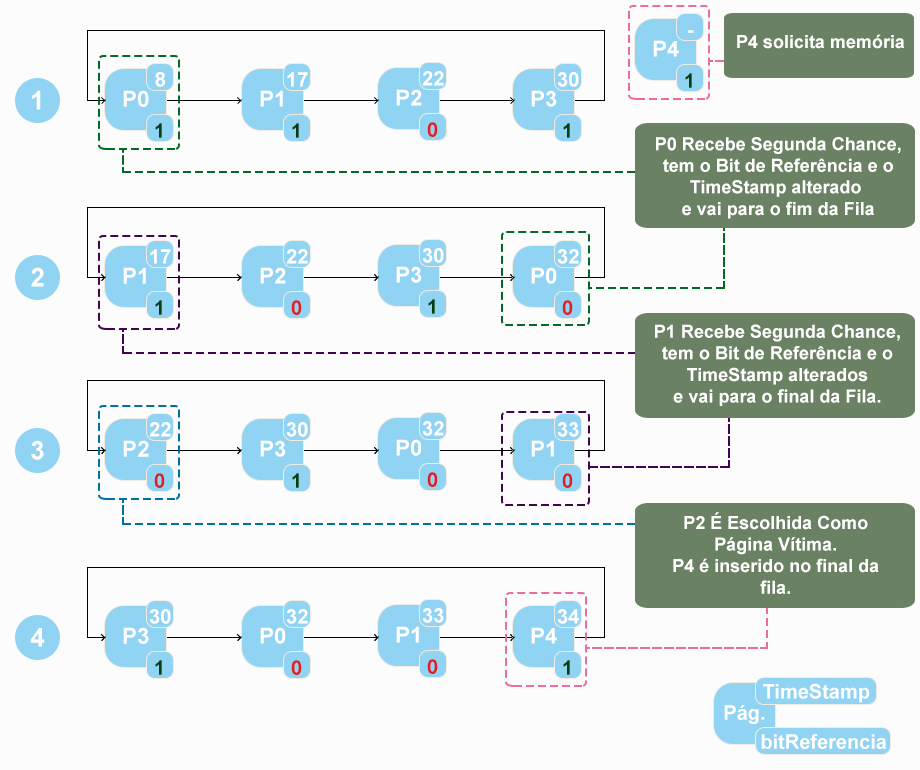 1
P0
8
1
P1
17
1
P2
22
0
P3
30
1
P4
-
1
P4 solicita memória
P0 Recebe Segunda Chance,
tem o Bit de Referência e o
TimeStamp alterado
e vai para o fim da Fila
2
P1
17
1
P2
22
0
P3
30
1
P0
32
0
P1 Recebe Segunda Chance,
tem o Bit de Referência e o
TimeStamp alterados
e vai para o final da Fila.
3
P2
22
0
P3
30
1
P0
32
0
P1
33
0
P2 É Escolhida Como
Página Vítima.
P4 é inserido no final da
fila.
4
P3
30
1
P0
32
0
P1
33
0
P4
34
1
TimeStamp
Pág.
bitReferencia